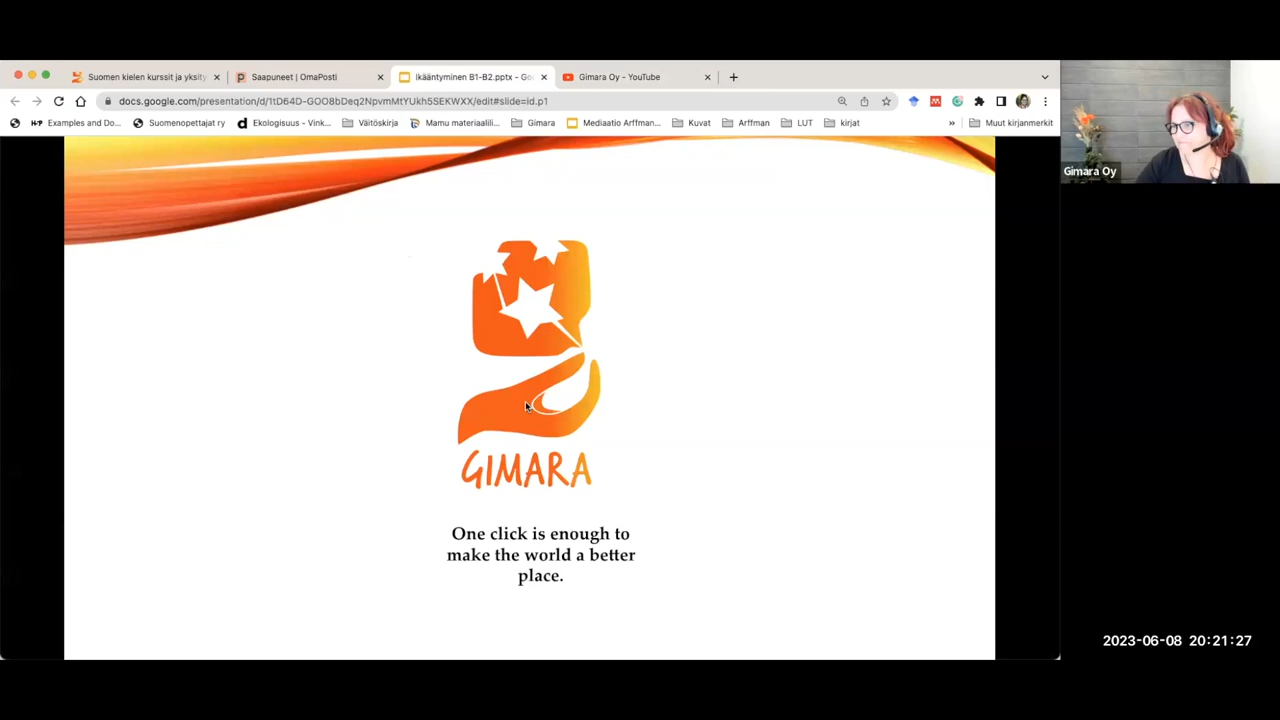 Suomen kielen kurssit ja yksity
Saapuneet | OmaPosti
Ikääntyminen B1-B2.pptx - Goo
Gimara Oy - YouTube
docs.google.com/presentation/d/1tD64D-GOO8bDeq2NpvmMtYUkh5SEKWXX/edit#slide=id.p1
Examples and Do...
Suomenopettajat ry
Ekologisuus - Vink...
Väitöskirja
Mamu materiaalil...
Gimara
Mediaatio Arffman...
Kuvat
Arffman
LUT
kirjat
»
Muut kirjanmerkit
Gimara Oy
GIMARA
One click is enough to
make the world a better
place.
2023-06-08 20:21:27